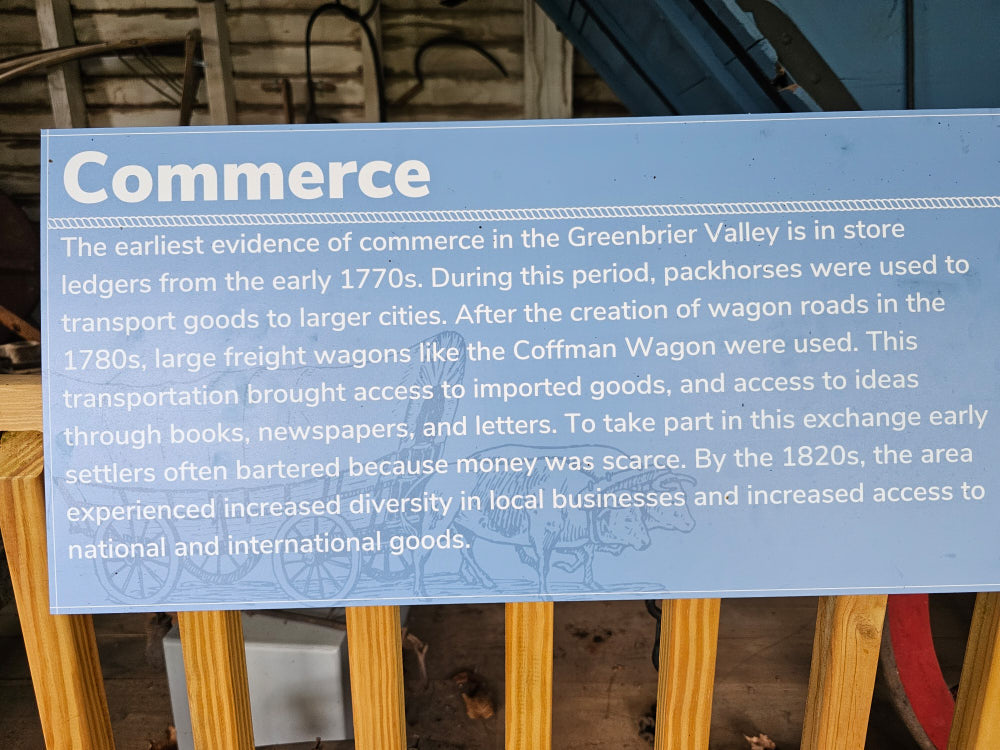 Commerce
The earliest evidence of commerce in the Greenbrier Valley is in store
ledgers from the early 1770s. During this period, packhorses were used to
transport goods to larger cities. After the creation of wagon roads in the
1780s, large freight wagons like the Coffman Wagon were used. This
transportation brought access to imported goods, and access to ideas
through books, newspapers, and letters. To take part in this exchange early
settlers often bartered because money was scarce. By the 1820s, the area
experienced increased diversity in local businesses and increased access to
national and international goods.